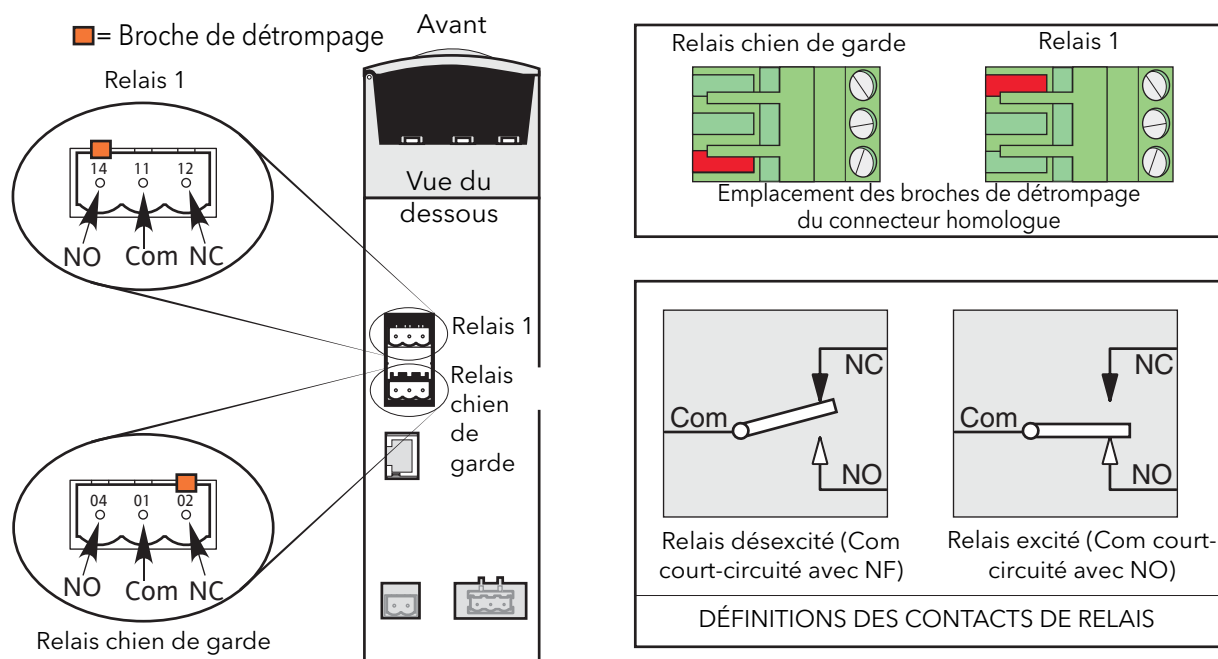 = Broche de détrompage
Relais 1
14 11 12
NO Com NC
04 01 02
NO Com NC
Relais chien de garde
Avant
Vue du
dessous
Relais 1
Relais
chien
de
garde
Relais chien de garde
Relais 1
Emplacement des broches de détrompage
du connecteur homologue
NC
Com
NO
Relais désexcité (Com
court-circuité avec NF)
NC
Com
NO
Relais excité (Com court-
circuité avec NO)
DÉFINITIONS DES CONTACTS DE RELAIS